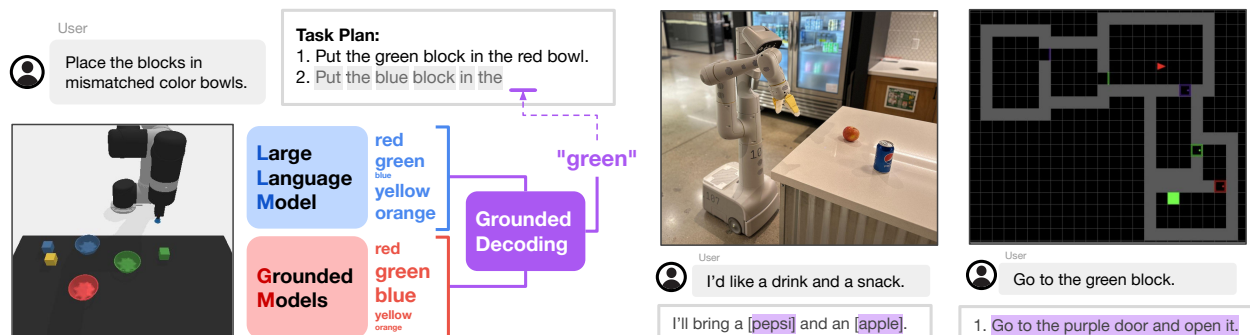 User
Place the blocks in
mismatched color bowls.
Task Plan:
1. Put the green block in the red bowl.
2. Put the blue block in the
Large
Language
Model
red
green
blue
yellow
orange
Grounded
Models
red
green
blue
yellow
orange
Grounded
Decoding
"green"
User
I'd like a drink and a snack.
I'll bring a [pepsi] and an [apple].
User
Go to the green block.
1. Go to the purple door and open it.